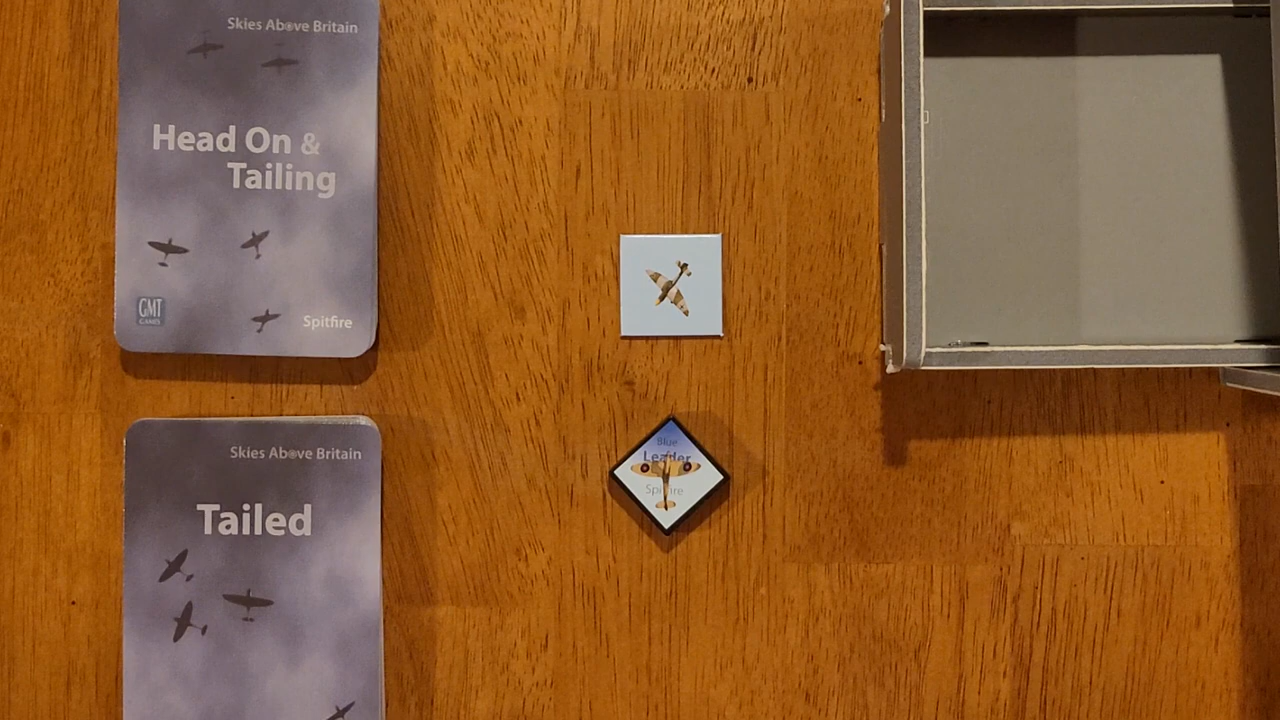 Skies Above Britain
Head On &
Tailing
GMT
GAMES
Spitfire
Skies Above Britain
Tailed
Blue
Leader
Spitfire